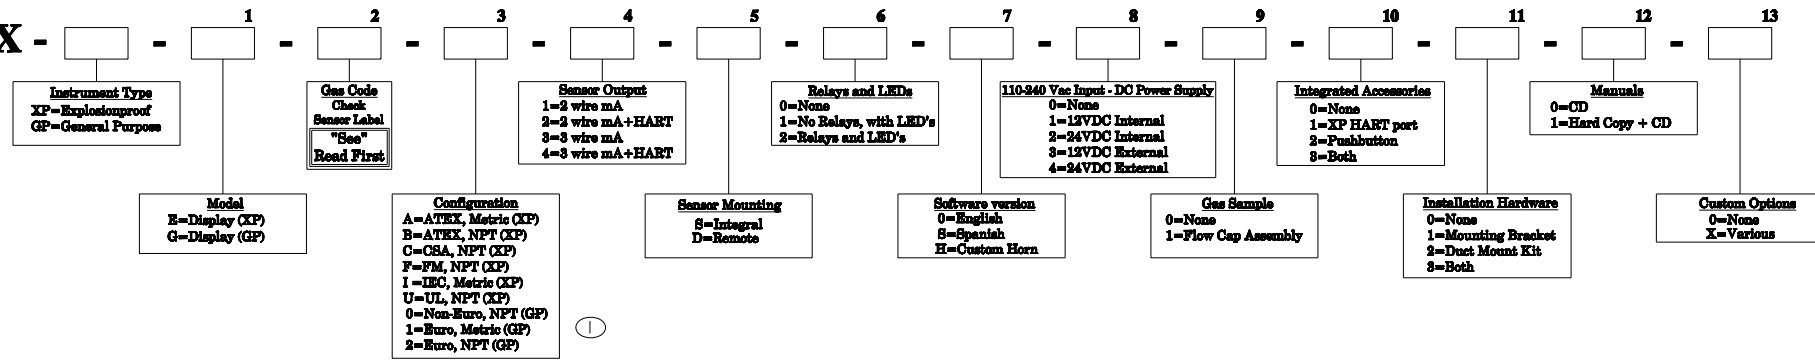 1 2 3 4 5 6 7 8 9 10 11 12 13
X - - - - - - - - - - - - - -
Instrument Type
XP=Explosionproof
GP=General Purpose
Model
E=Display (XP)
G=Display (GP)
Gas Code
Check
Sensor Label
"See"
Read First
Configuration
A=ATEX, Metric (XP)
B=ATEX, NPT (XP)
C=CSA, NPT (XP)
F=FM, NPT (XP)
I =IEC, Metric (XP)
U=UL, NPT (XP)
0=Non-Euro, NPT (GP)
1=Euro, Metric (GP)
2=Euro, NPT (GP)
I
Sensor Output
1=2 wire mA
2=2 wire mA+HART
3=3 wire mA
4=3 wire mA+HART
Sensor Mounting
S=Integral
D=Remote
Relays and LEDs
0=None
1=No Relays, with LED's
2=Relays and LED's
Software version
0=English
S=Spanish
H=Custom Horn
110-240 Vac Input - DC Power Supply
0=None
1=12VDC Internal
2=24VDC Internal
3=12VDC External
4=24VDC External
Gas Sample
0=None
1=Flow Cap Assembly
Integrated Accessories
0=None
1=XP HART port
2=Pushbutton
3=Both
Installation Hardware
0=None
1=Mounting Bracket
2=Duct Mount Kit
3=Both
Manuals
0=CD
1=Hard Copy + CD
Custom Options
0=None
X=Various